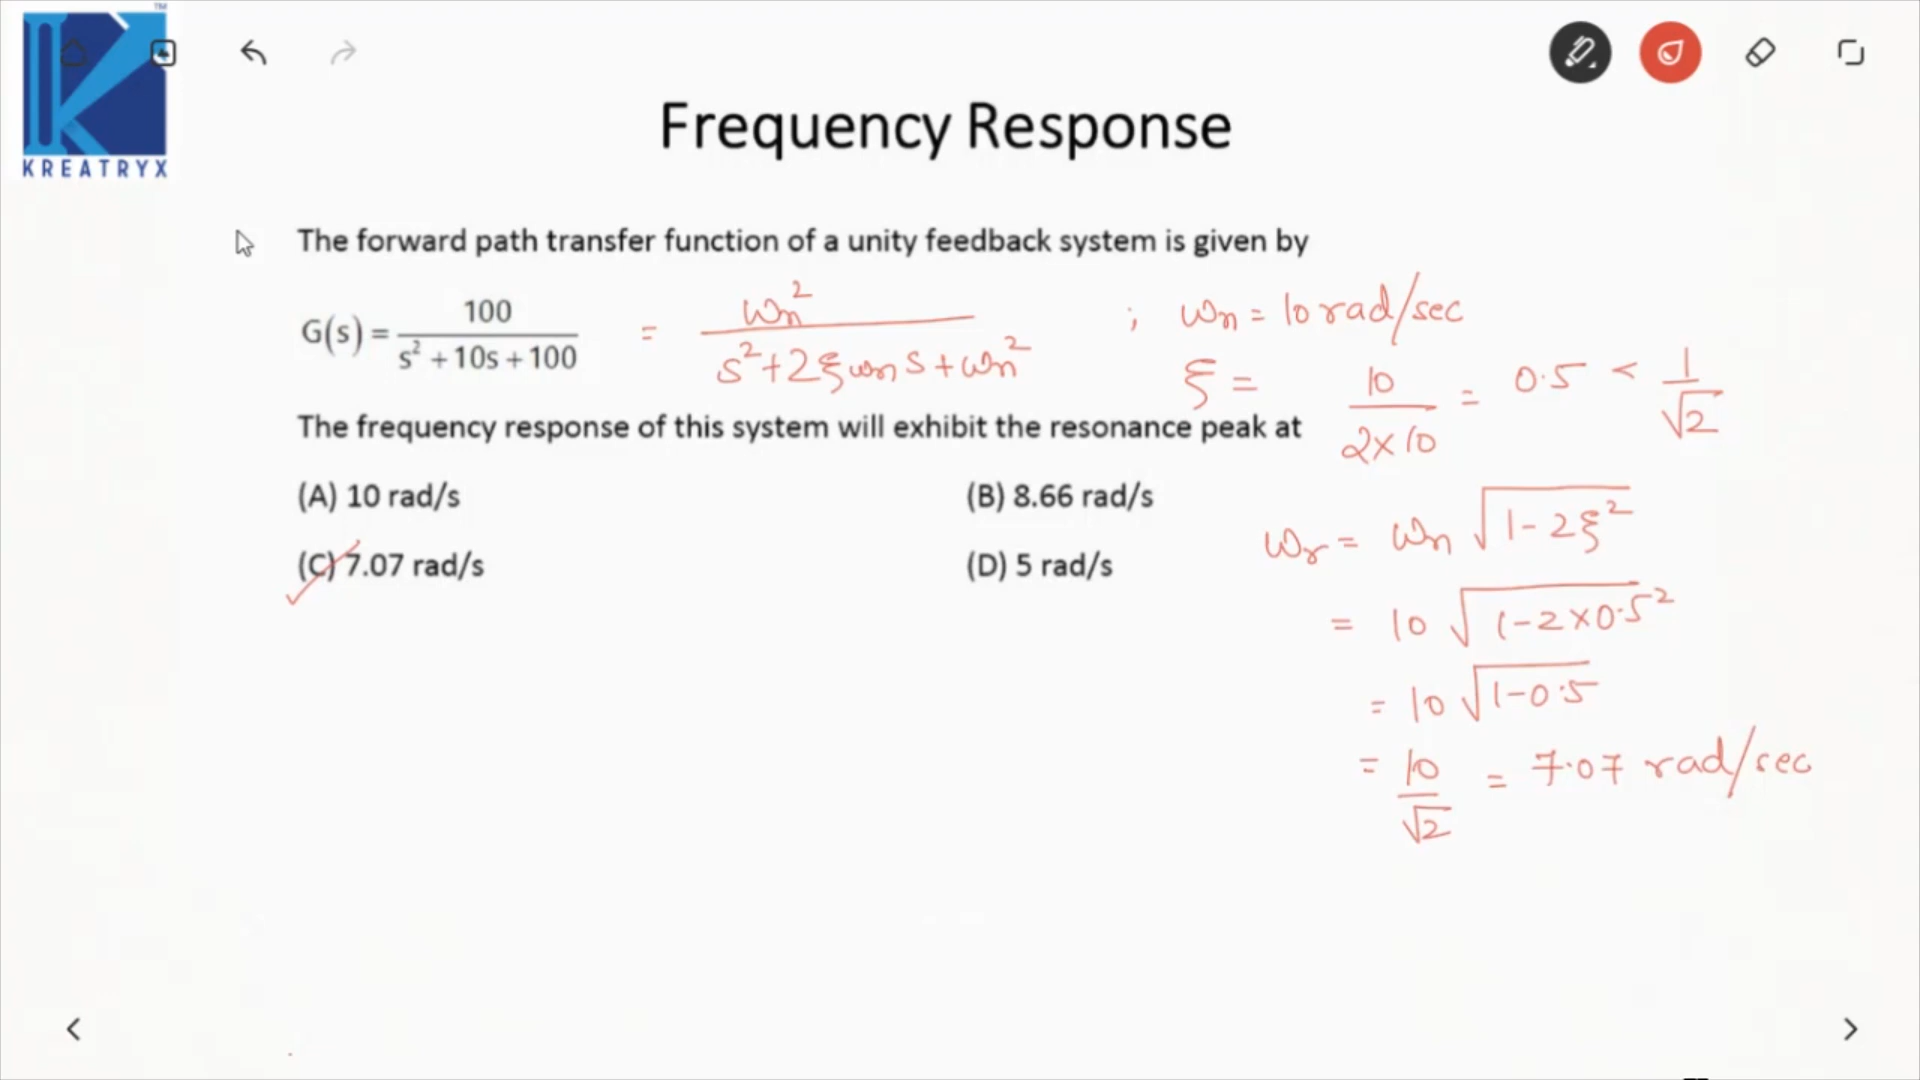 TM
KREATRYX
Frequency Response
The forward path transfer function of a unity feedback system is given by
G(s) = 100 / (s² + 10s + 100) = ωn² / (s² + 2ξωn s + ωn²) ; ωn = 10 rad/sec
ξ = 10 / (2×10) = 0.5 < 1/√2
The frequency response of this system will exhibit the resonance peak at
(A) 10 rad/s (B) 8.66 rad/s
(C) 7.07 rad/s (D) 5 rad/s
ωr = ωn √(1-2ξ²)
= 10 √(1-2×0.5²)
= 10 √(1-0.5)
= 10/√2 = 7.07 rad/sec